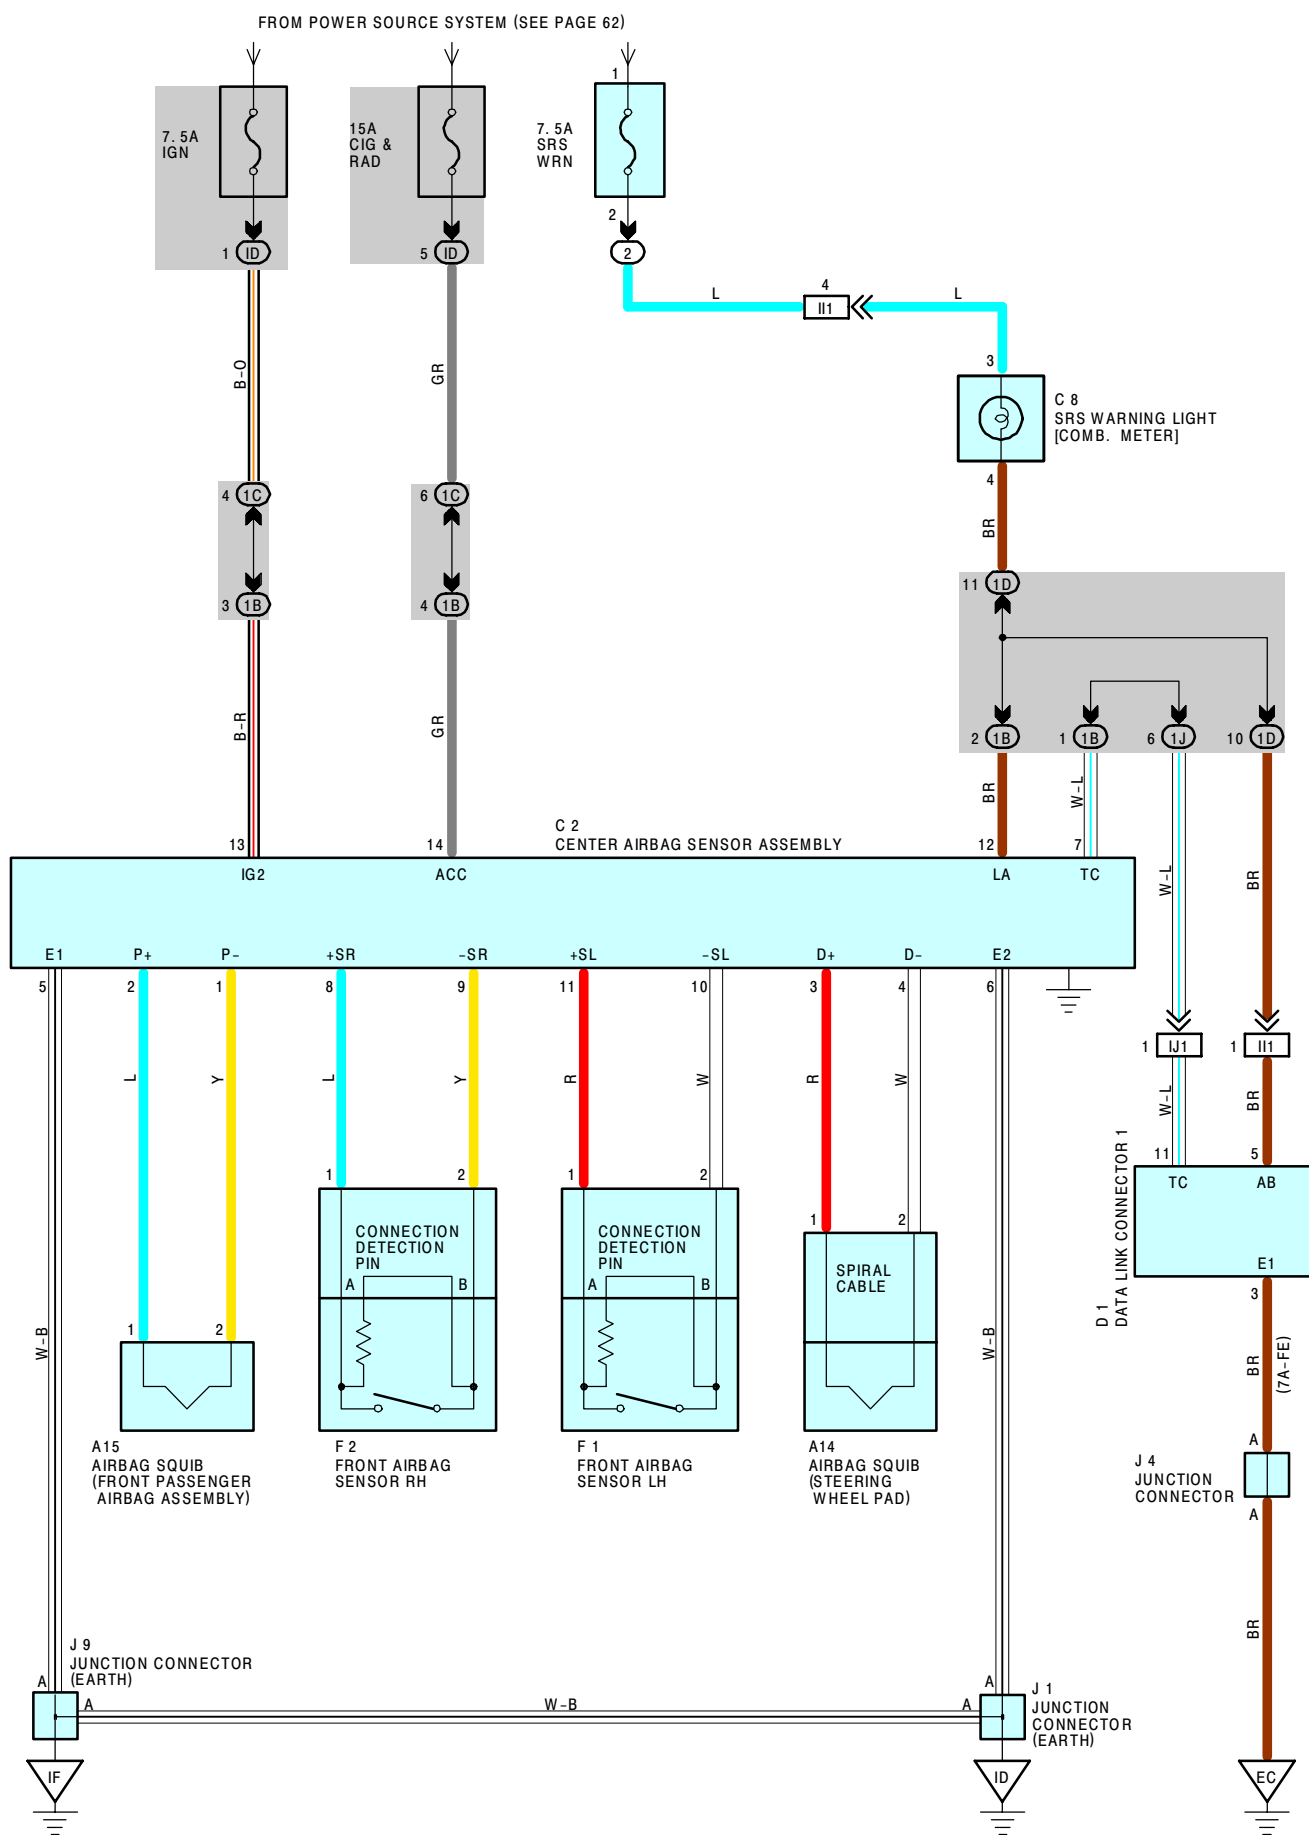 FROM POWER SOURCE SYSTEM (SEE PAGE 62)
1
7. 5A
IGN
15A
CIG &
RAD
7. 5A
SRS
WRN
2
1 ID
5 ID
2
L
4
II1
L
B-O
GR
3
C 8
SRS WARNING LIGHT
[COMB. METER]
4
BR
4 1C
6 1C
3 1B
4 1B
11 1D
B-R
GR
2 1B
1 1B
6 1J
10 1D
BR
W-L
W-L
BR
C 2
CENTER AIRBAG SENSOR ASSEMBLY
13
14
12
7
IG2
ACC
LA
TC
E1
P+
P-
+SR
-SR
+SL
-SL
D+
D-
E2
5
2
1
8
9
11
10
3
4
6
L
Y
L
Y
R
W
R
W
1 IJ1
1 II1
W-L
BR
11
5
TC
AB
E1
D 1
DATA LINK CONNECTOR 1
3
1
2
1
2
1
2
CONNECTION
DETECTION
PIN
A
B
CONNECTION
DETECTION
PIN
A
B
SPIRAL
CABLE
1
2
W-B
W-B
BR
(7A-FE)
A15
AIRBAG SQUIB
(FRONT PASSENGER
AIRBAG ASSEMBLY)
F 2
FRONT AIRBAG
SENSOR RH
F 1
FRONT AIRBAG
SENSOR LH
A14
AIRBAG SQUIB
(STEERING
WHEEL PAD)
A
J 4
JUNCTION
CONNECTOR
A
BR
J 9
JUNCTION CONNECTOR
(EARTH)
A
A
W-B
A
A
J 1
JUNCTION
CONNECTOR
(EARTH)
IF
ID
EC